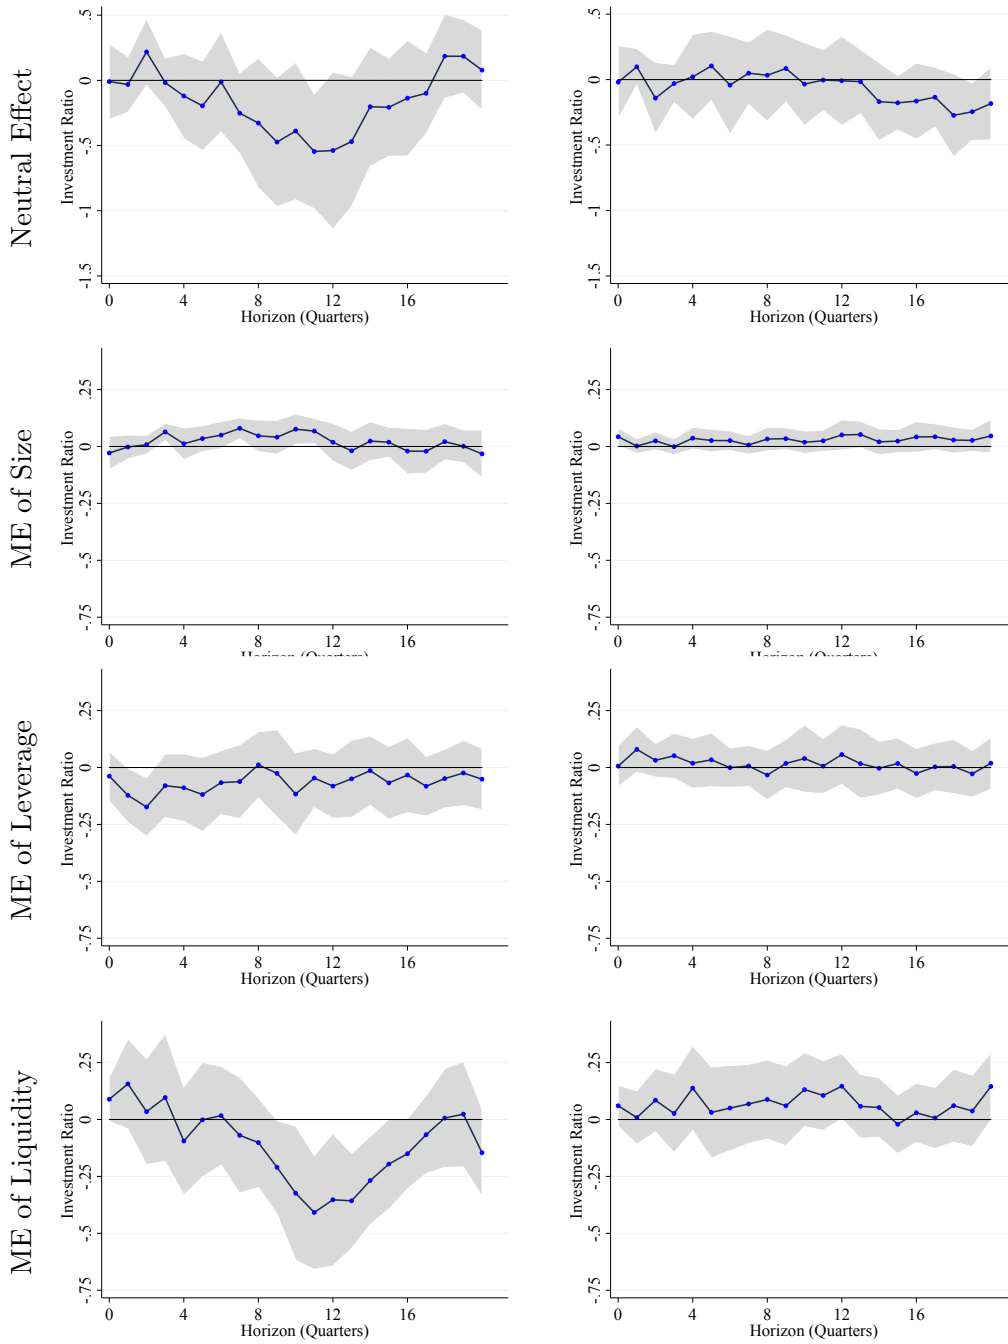 Neutral Effect
Investment Ratio
.5
0
-.5
-1
-1.5
0 4 8 12 16
Horizon (Quarters)
Investment Ratio
.5
0
-.5
-1
-1.5
0 4 8 12 16
Horizon (Quarters)
ME of Size
Investment Ratio
.25
0
-.25
-.5
-.75
0 4 8 12 16
Horizon (Quarters)
Investment Ratio
.25
0
-.25
-.5
-.75
0 4 8 12 16
Horizon (Quarters)
ME of Leverage
Investment Ratio
.25
0
-.25
-.5
-.75
0 4 8 12 16
Horizon (Quarters)
Investment Ratio
.25
0
-.25
-.5
-.75
0 4 8 12 16
Horizon (Quarters)
ME of Liquidity
Investment Ratio
.25
0
-.25
-.5
-.75
0 4 8 12 16
Horizon (Quarters)
Investment Ratio
.25
0
-.25
-.5
-.75
0 4 8 12 16
Horizon (Quarters)